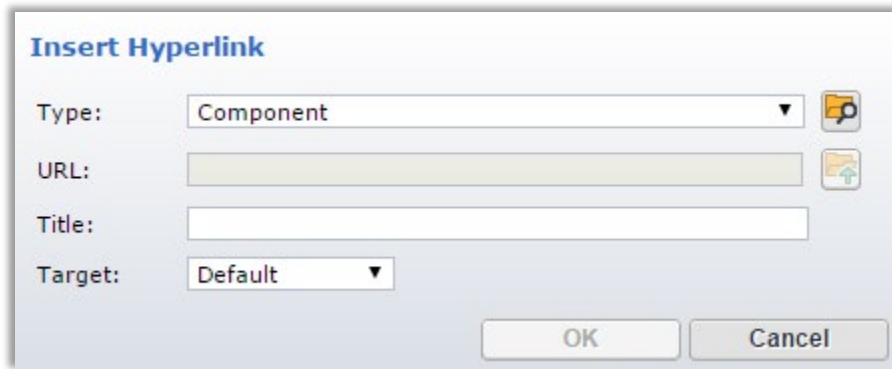 Insert Hyperlink
Type: Component
URL:
Title:
Target: Default
OK Cancel